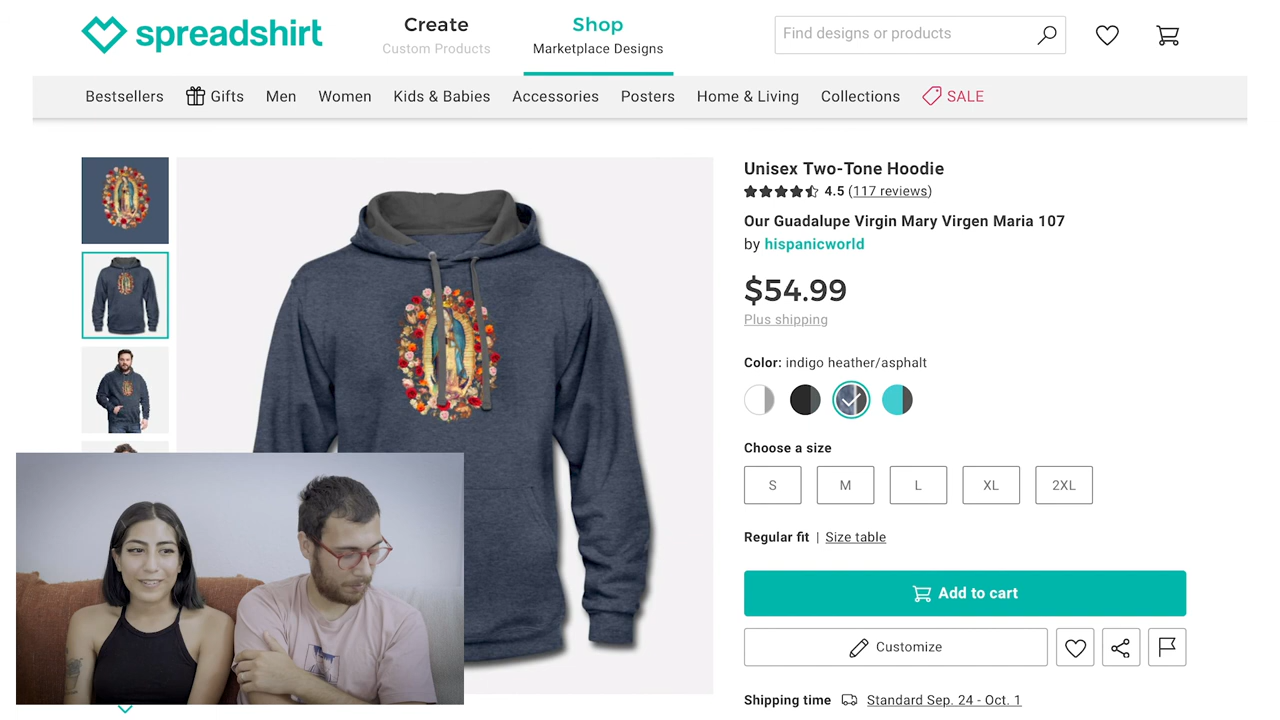 spreadshirt
Create
Custom Products
Shop
Marketplace Designs
Find designs or products
Bestsellers Gifts Men Women Kids & Babies Accessories Posters Home & Living Collections SALE
Unisex Two-Tone Hoodie
4.5 (117 reviews)
Our Guadalupe Virgin Mary Virgen Maria 107
by hispanicworld
$54.99
Plus shipping
Color: indigo heather/asphalt
Choose a size
S M L XL 2XL
Regular fit | Size table
Add to cart
Customize
Shipping time Standard Sep. 24 - Oct. 1